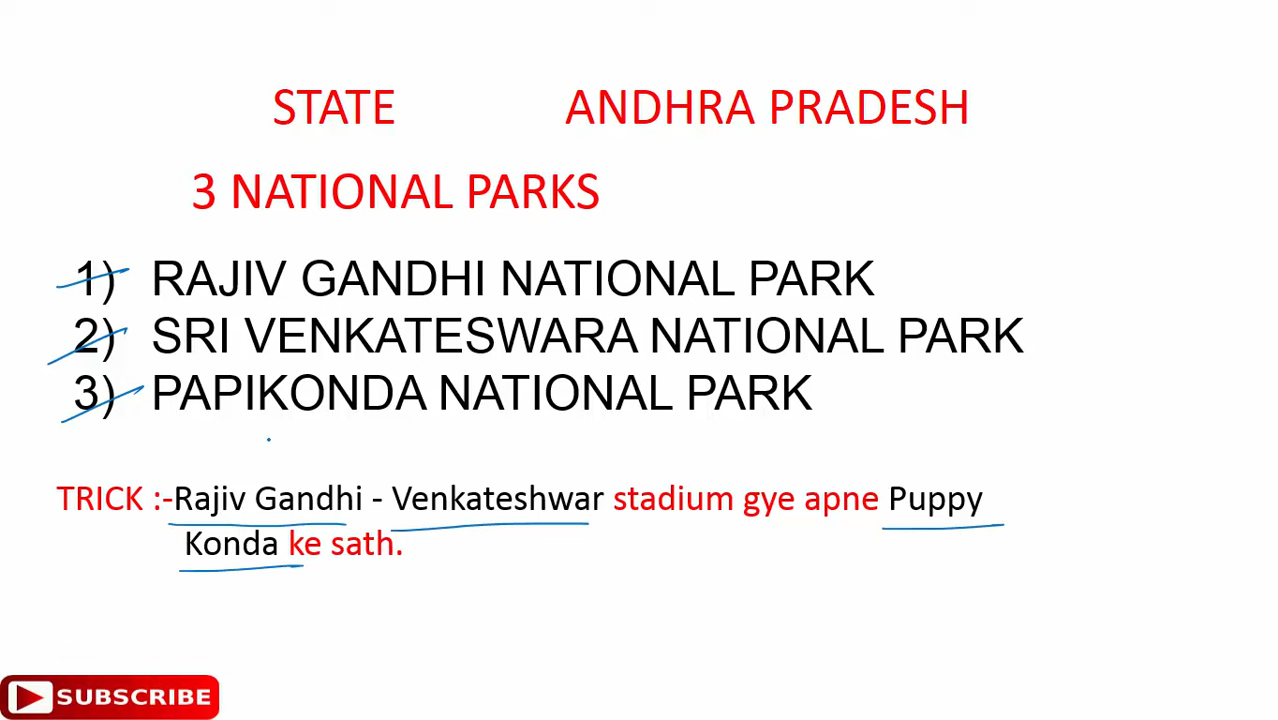 STATE ANDHRA PRADESH
3 NATIONAL PARKS
1) RAJIV GANDHI NATIONAL PARK
2) SRI VENKATESWARA NATIONAL PARK
3) PAPIKONDA NATIONAL PARK
TRICK :-Rajiv Gandhi - Venkateshwar stadium gye apne Puppy
Konda ke sath.
SUBSCRIBE